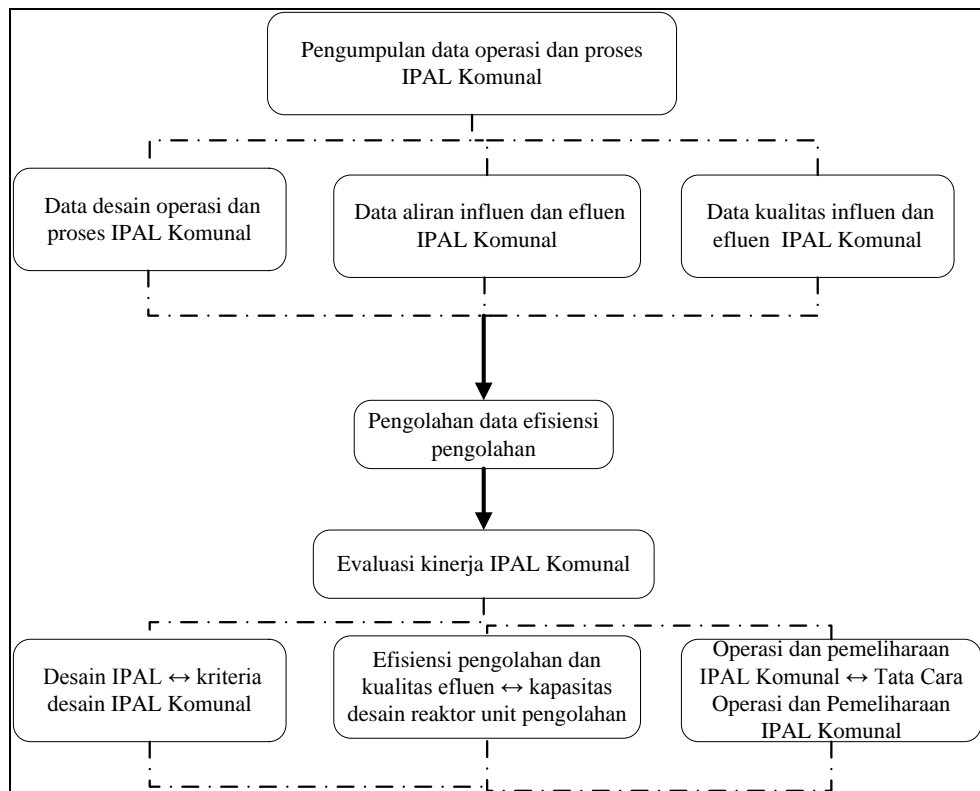 Pengumpulan data operasi dan proses
IPAL Komunal
Data desain operasi dan
proses IPAL Komunal
Data aliran influen dan efluen
IPAL Komunal
Data kualitas influen dan
efluen IPAL Komunal
Pengolahan data efisiensi
pengolahan
Evaluasi kinerja IPAL Komunal
Desain IPAL ↔ kriteria
desain IPAL Komunal
Efisiensi pengolahan dan
kualitas efluen ↔ kapasitas
desain reaktor unit pengolahan
Operasi dan pemeliharaan
IPAL Komunal ↔ Tata Cara
Operasi dan Pemeliharaan
IPAL Komunal